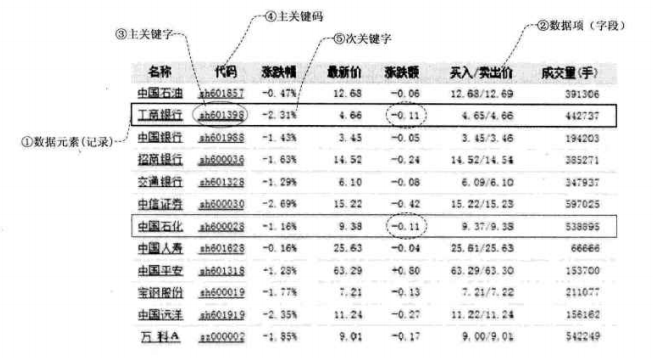 ④主关键码
③主关键字
⑤次关键字
②数据项(字段)
名称 代码 涨跌幅 最新价 涨跌额 买入/卖出价 成交量(手)
中国石油 sh601857 -0.47% 12.68 -0.06 12.68/12.69 391306
工商银行 sh601398 -2.31% 4.66 -0.11 4.65/4.66 442737
①数据元素(记录)
中国银行 sh601988 -1.43% 3.45 -0.05 3.45/3.46 194203
招商银行 sh600036 -1.63% 14.52 -0.24 14.52/14.54 385271
交通银行 sh601328 -1.29% 6.10 -0.08 6.09/6.10 347937
中信证券 sh600030 -2.69% 15.22 -0.42 15.22/15.23 597025
中国石化 sh600028 -1.16% 9.38 -0.11 9.37/9.38 538895
中国人寿 sh601628 -0.16% 25.63 -0.04 25.61/25.63 66666
中国平安 sh601318 +1.28% 63.29 +0.80 63.29/63.30 153700
宝钢股份 sh600019 -1.77% 7.21 -0.13 7.21/7.22 211077
中国远洋 sh601919 -2.35% 11.24 -0.27 11.22/11.24 156162
万 科A sz000002 -1.85% 9.01 -0.17 9.00/9.01 542249